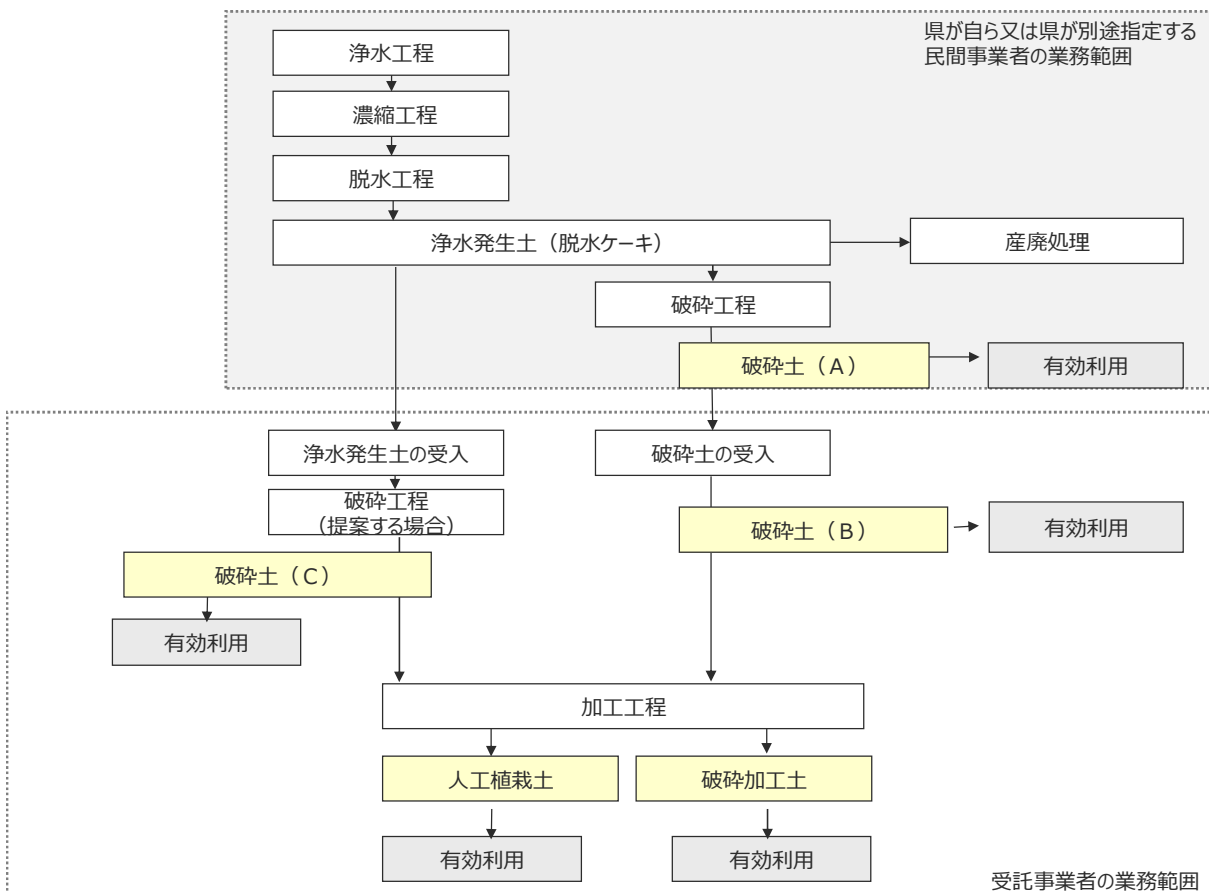 県が自ら又は県が別途指定する
民間事業者の業務範囲
浄水工程
濃縮工程
脱水工程
浄水発生土（脱水ケーキ）
産廃処理
破砕工程
破砕土（A）
有効利用
浄水発生土の受入
破砕土の受入
破砕工程
（提案する場合）
破砕土（B）
有効利用
破砕土（C）
有効利用
加工工程
人工植栽土
破砕加工土
有効利用
有効利用
受託事業者の業務範囲